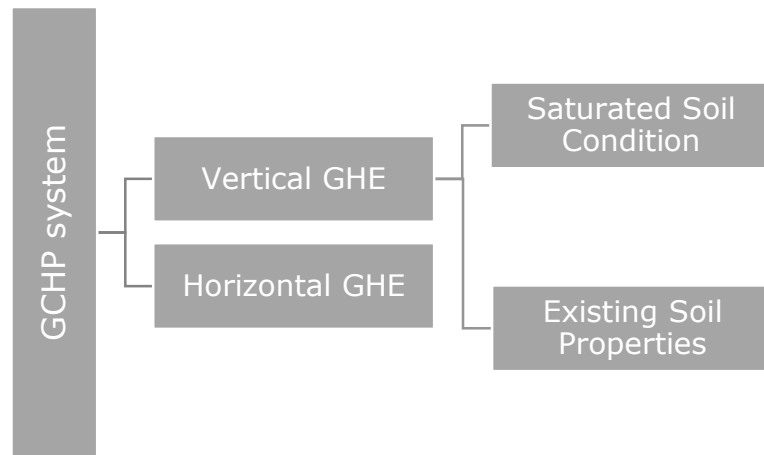 GCHP system
Vertical GHE
Horizontal GHE
Saturated Soil
Condition
Existing Soil
Properties